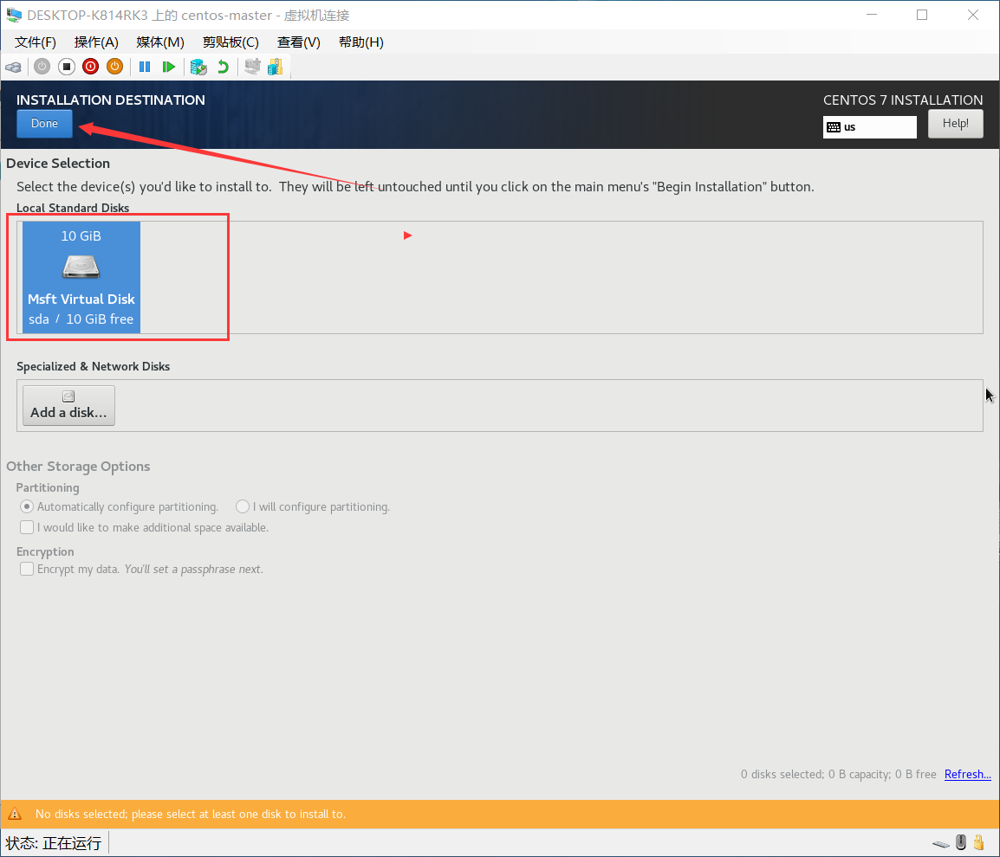 DESKTOP-K814RK3 上的 centos-master - 虚拟机连接
文件(F) 操作(A) 媒体(M) 剪贴板(C) 查看(V) 帮助(H)
INSTALLATION DESTINATION
CENTOS 7 INSTALLATION
Done
us
Help!
Device Selection
Select the device(s) you'd like to install to. They will be left untouched until you click on the main menu's "Begin Installation" button.
Local Standard Disks
10 GiB
Msft Virtual Disk
sda / 10 GiB free
Specialized & Network Disks
Add a disk...
Other Storage Options
Partitioning
Automatically configure partitioning. I will configure partitioning.
I would like to make additional space available.
Encryption
Encrypt my data. You'll set a passphrase next.
0 disks selected; 0 B capacity; 0 B free Refresh...
No disks selected; please select at least one disk to install to.
状态: 正在运行